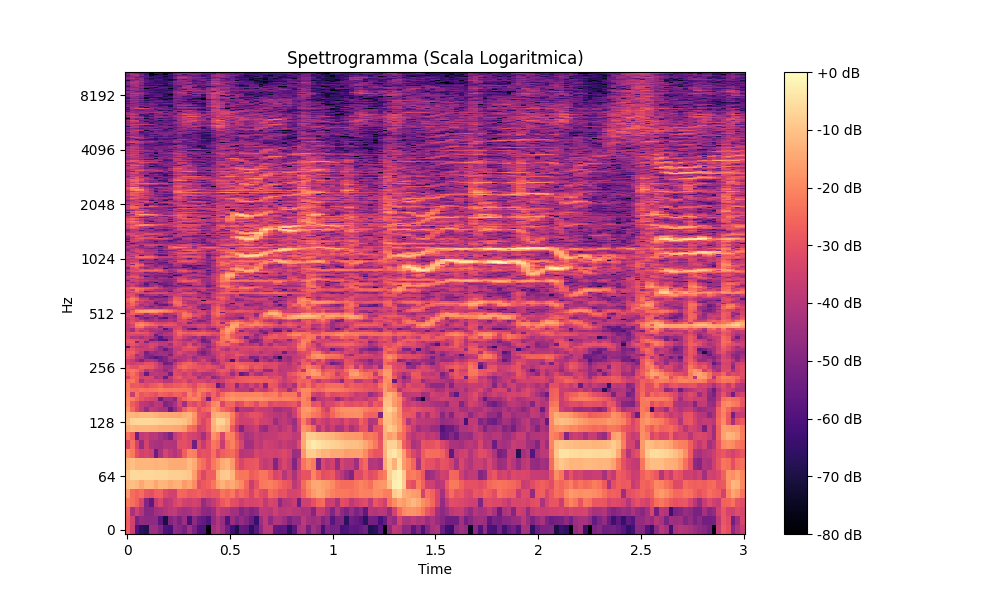 Spettrogramma (Scala Logaritmica)
Hz
8192
4096
2048
1024
512
256
128
64
0
0
0.5
1
1.5
2
2.5
3
Time
+0 dB
-10 dB
-20 dB
-30 dB
-40 dB
-50 dB
-60 dB
-70 dB
-80 dB